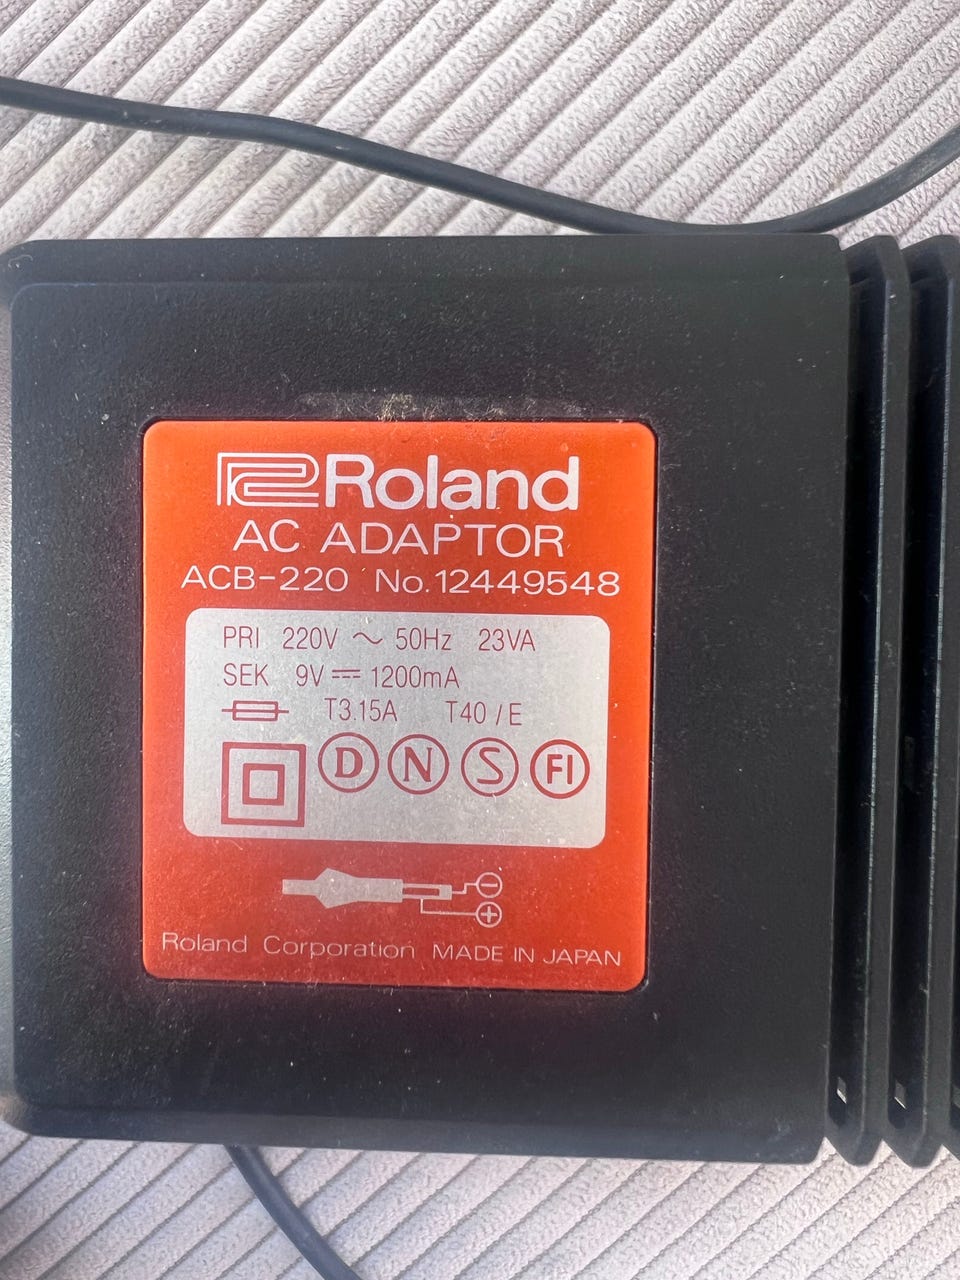 Roland
AC ADAPTOR
ACB-220 No.12449548
PRI 220V ~ 50Hz 23VA
SEK 9V ⎓ 1200mA
T3.15A T40 / E
D N S FI
Roland Corporation MADE IN JAPAN